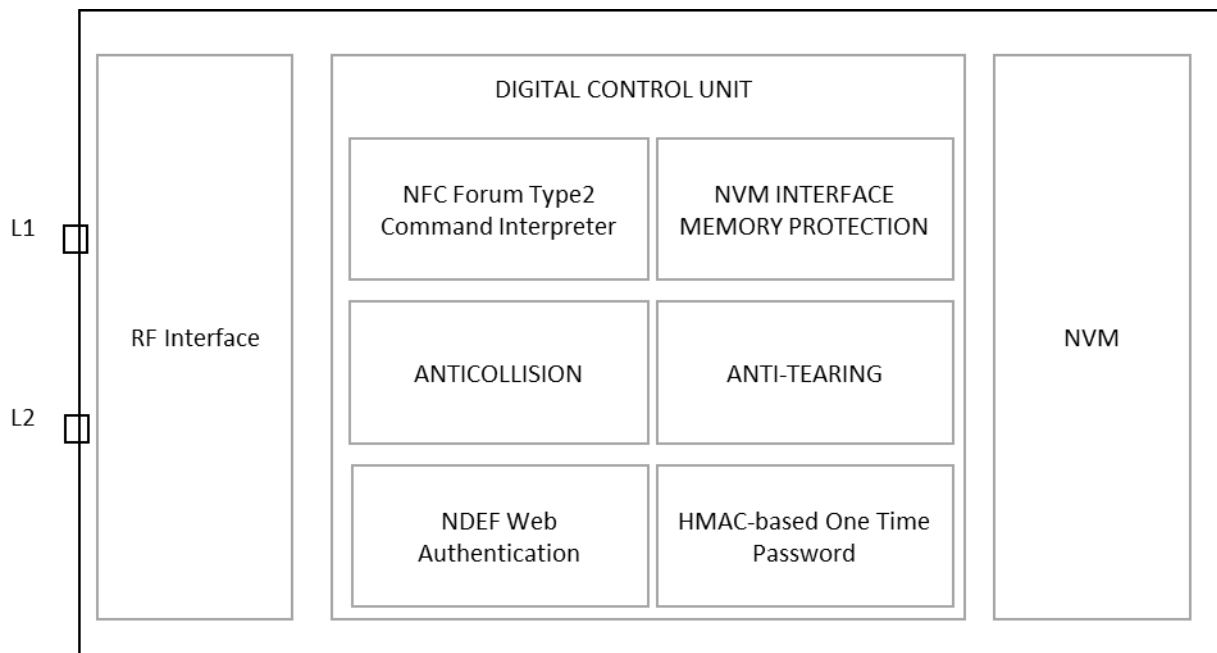 DIGITAL CONTROL UNIT
NFC Forum Type2
Command Interpreter
NVM INTERFACE
MEMORY PROTECTION
L1
RF Interface
NVM
ANTICOLLISION
ANTI-TEARING
L2
NDEF Web
Authentication
HMAC-based One Time
Password